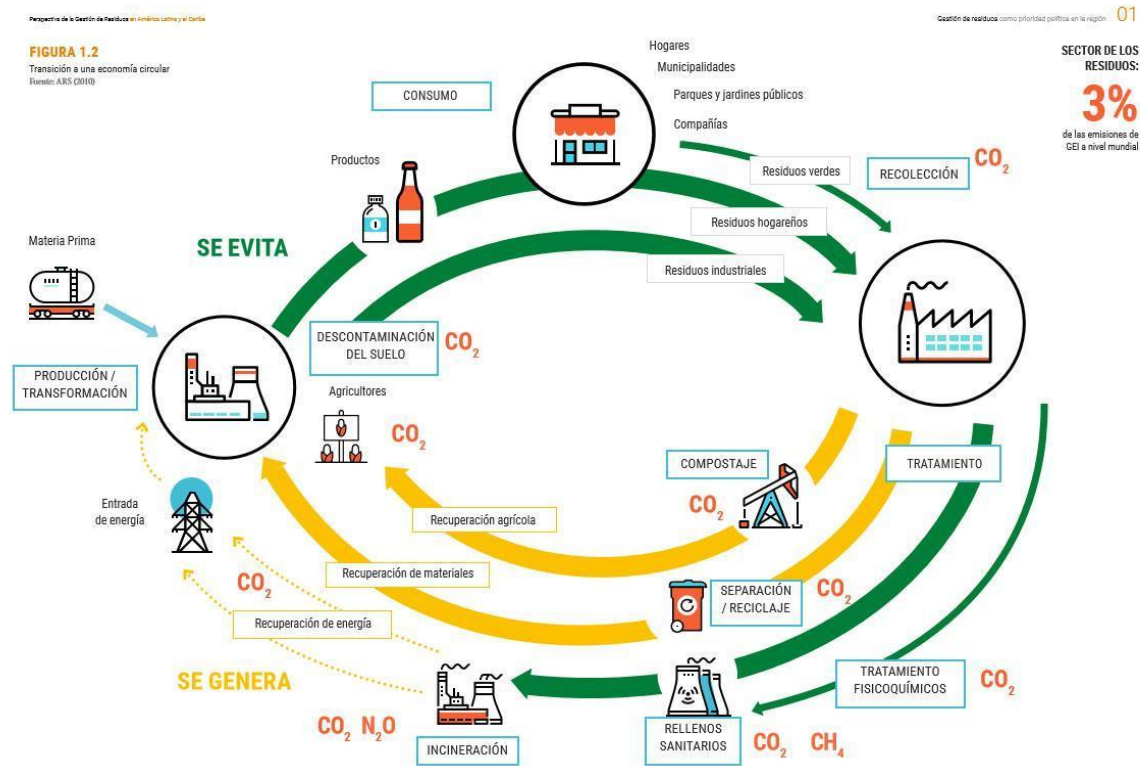 Perspectiva de la Gestión de Residuos en América Latina y el Caribe
Gestión de residuos como prioridad política en la región 01
FIGURA 1.2
Transición a una economía circular
Fuente: ARS (2010)
SECTOR DE LOS
RESIDUOS:
3%
de las emisiones de
GEI a nivel mundial
CONSUMO
Hogares
Municipalidades
Parques y jardines públicos
Compañías
Productos
Residuos verdes
RECOLECCIÓN
CO₂
Residuos hogareños
Residuos industriales
Materia Prima
SE EVITA
DESCONTAMINACIÓN
DEL SUELO
CO₂
PRODUCCIÓN /
TRANSFORMACIÓN
Agricultores
CO₂
COMPOSTAJE
CO₂
TRATAMIENTO
Entrada
de energía
Recuperación agrícola
Recuperación de materiales
CO₂
SEPARACIÓN
/ RECICLAJE
CO₂
Recuperación de energía
SE GENERA
TRATAMIENTO
FISICOQUÍMICOS
CO₂
CO₂ N₂O
INCINERACIÓN
RELLENOS
SANITARIOS
CO₂ CH₄